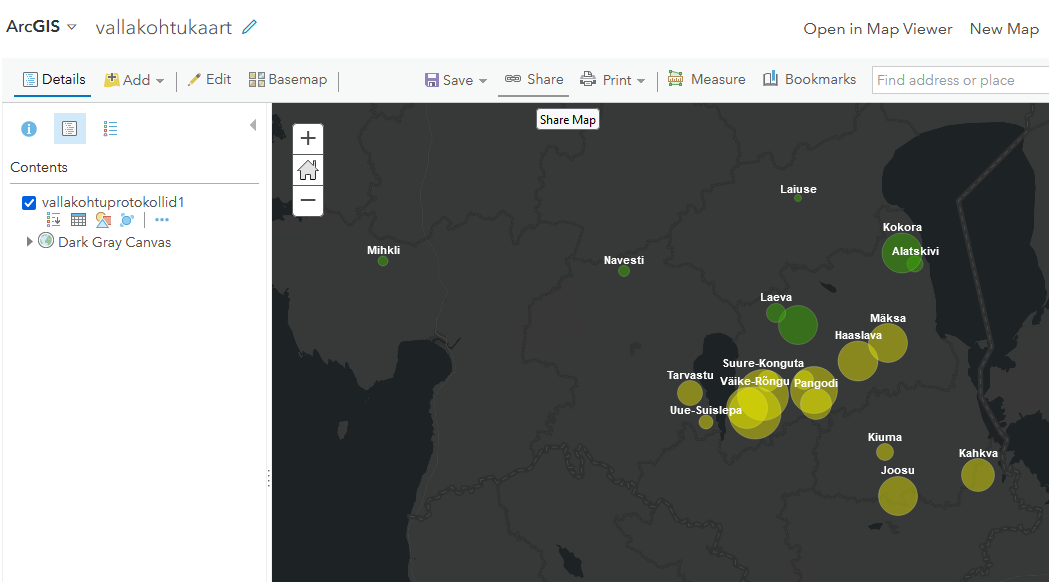 ArcGIS vallakohtukaart Open in Map Viewer New Map
Details Add Edit Basemap Save Share Print Measure Bookmarks Find address or place
Share Map
Contents
vallakohtuprotokollid1
Dark Gray Canvas
Laiuse
Kokora
Mihkli
Alatskivi
Navesti
Laeva
Mäksa
Haaslava
Suure-Konguta
Tarvastu
Väike-Rõngu
Pangodi
Uue-Suislepa
Kiuma
Kahkva
Joosu